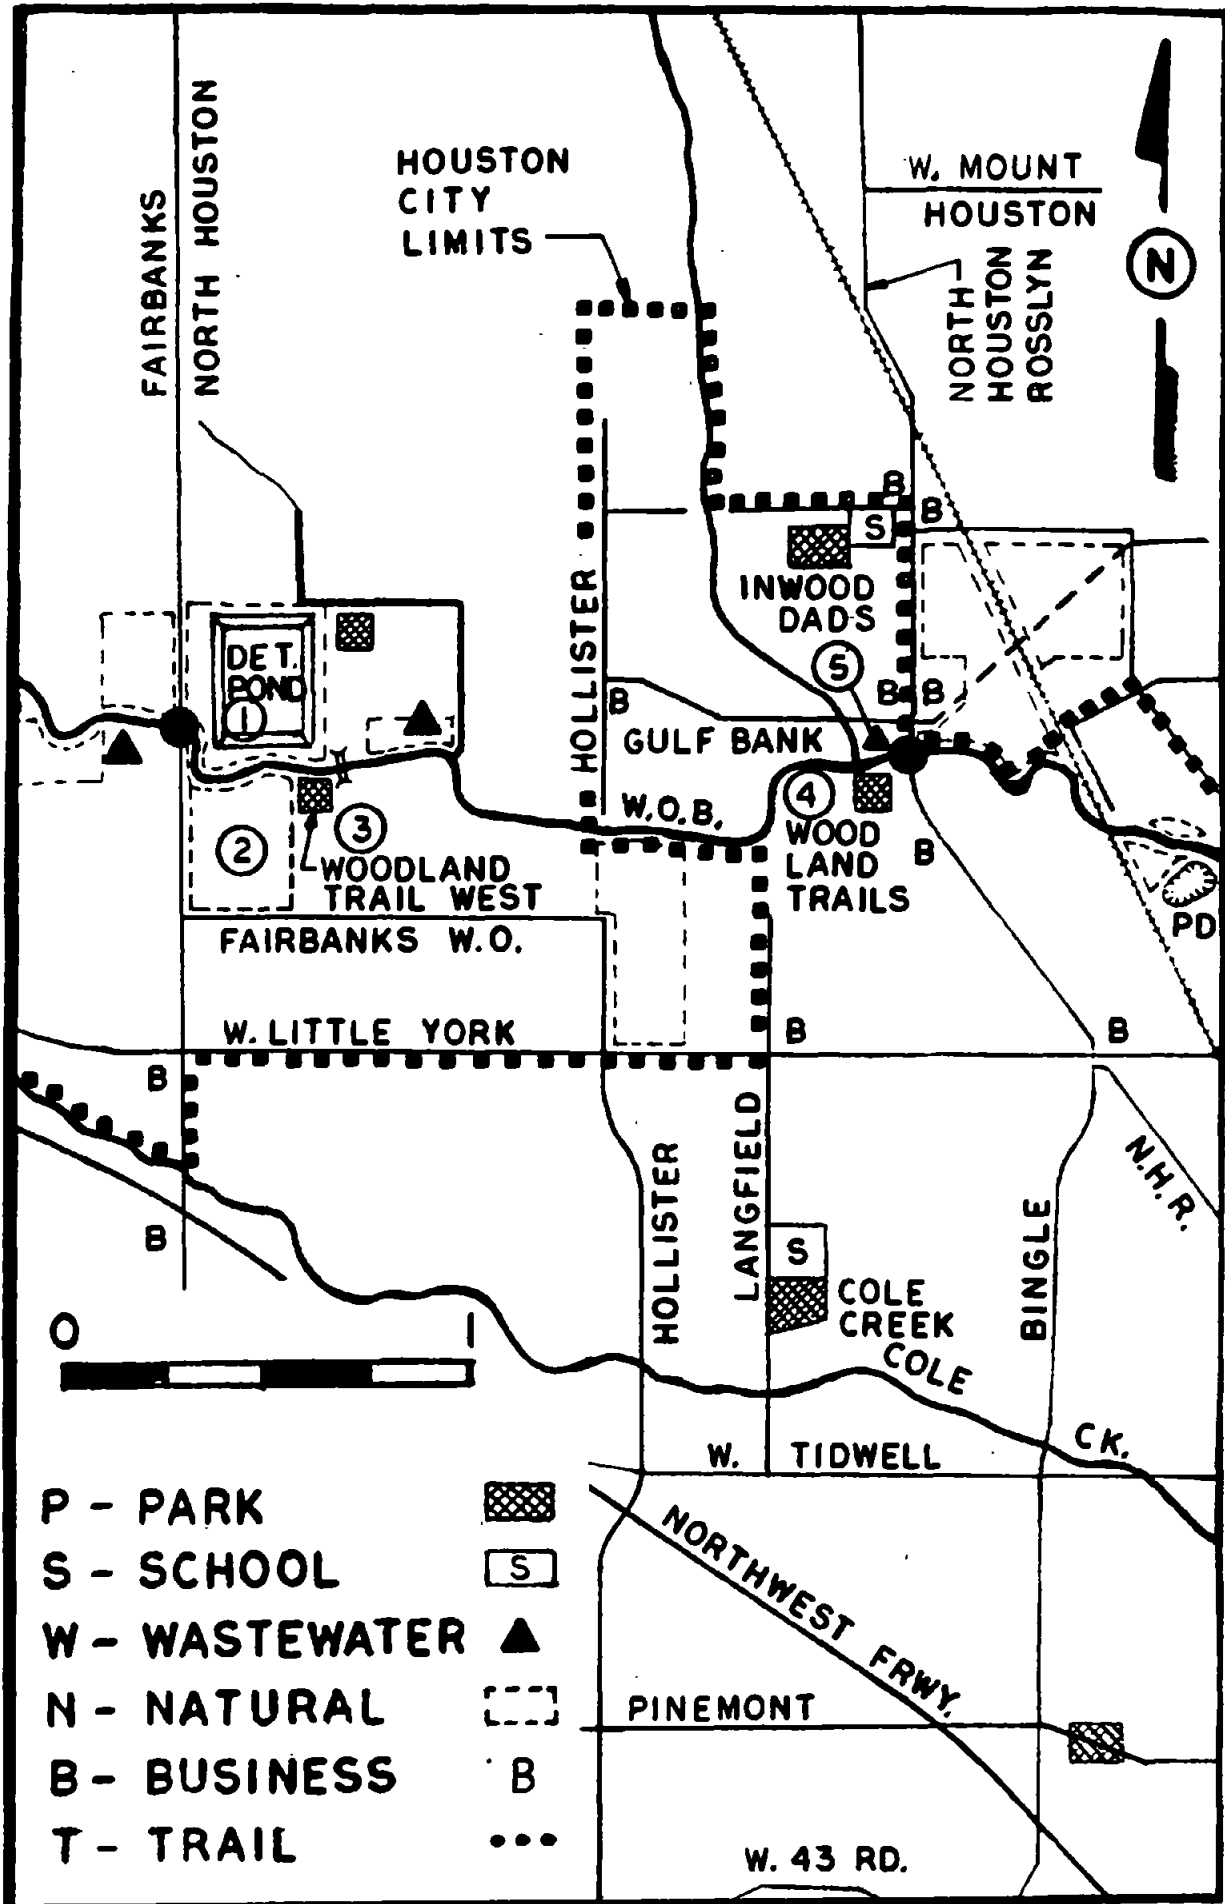 HOUSTON
CITY
LIMITS
W. MOUNT
HOUSTON
FAIRBANKS
NORTH HOUSTON
N
NORTH
HOUSTON
ROSSLYN
B
B
S
INWOOD
DADS
HOLLISTER
DET.
POND
1
5
B
B
B
GULF BANK
W.O.B.
4
WOOD
LAND
TRAILS
B
2
3
WOODLAND
TRAIL WEST
PD
FAIRBANKS W.O.
W. LITTLE YORK
B
B
B
B
HOLLISTER
LANGFIELD
S
COLE
CREEK
BINGLE
N.H.R.
0
1
COLE
CK.
W. TIDWELL
NORTHWEST FRWY.
PINEMONT
W. 43 RD.
P - PARK
S - SCHOOL S
W - WASTEWATER
N - NATURAL
B - BUSINESS B
T - TRAIL